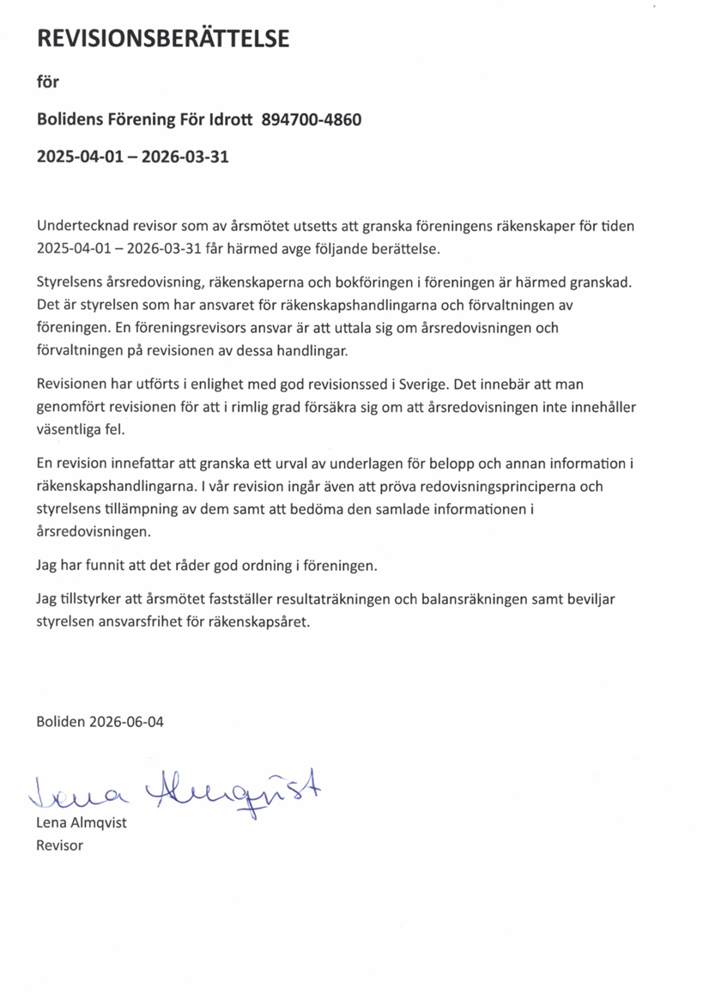 REVISIONSBERÄTTELSE
för
Bolidens Förening För Idrott 894700-4860
2025-04-01 – 2026-03-31
Undertecknad revisor som av årsmötet utsetts att granska föreningens räkenskaper för tiden
2025-04-01 – 2026-03-31 får härmed avge följande berättelse.
Styrelsens årsredovisning, räkenskaperna och bokföringen i föreningen är härmed granskad.
Det är styrelsen som har ansvaret för räkenskapshandlingarna och förvaltningen av
föreningen. En föreningsrevisors ansvar är att uttala sig om årsredovisningen och
förvaltningen på revisionen av dessa handlingar.
Revisionen har utförts i enlighet med god revisionssed i Sverige. Det innebär att man
genomfört revisionen för att i rimlig grad försäkra sig om att årsredovisningen inte innehåller
väsentliga fel.
En revision innefattar att granska ett urval av underlagen för belopp och annan information i
räkenskapshandlingarna. I vår revision ingår även att pröva redovisningsprinciperna och
styrelsens tillämpning av dem samt att bedöma den samlade informationen i
årsredovisningen.
Jag har funnit att det råder god ordning i föreningen.
Jag tillstyrker att årsmötet fastställer resultaträkningen och balansräkningen samt beviljar
styrelsen ansvarsfrihet för räkenskapsåret.
Boliden 2026-06-04
Lena Almqvist
Lena Almqvist
Revisor